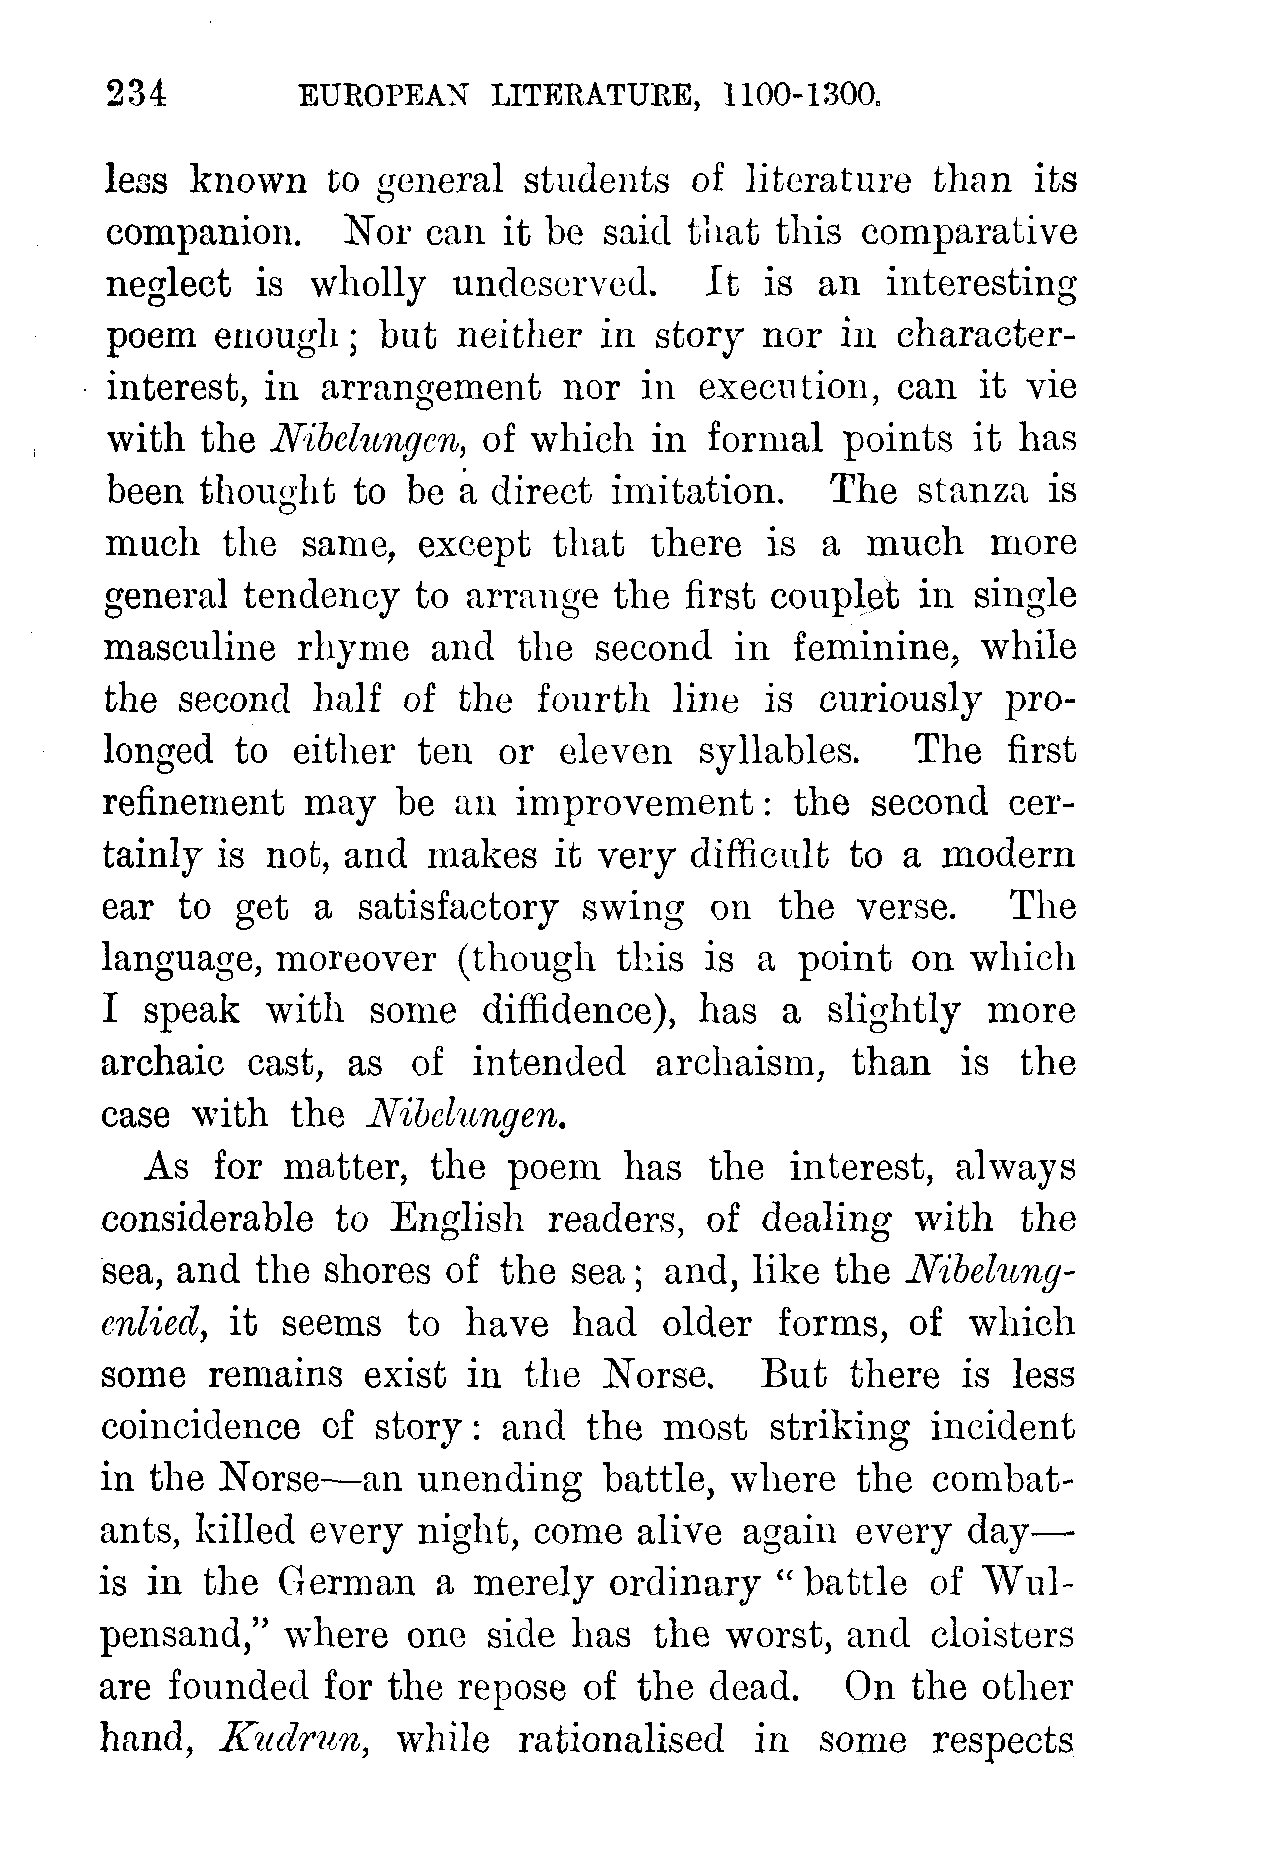 234 EUROPEAN LITERATURE, 1100-1300.
less known to general students of literature than its
companion. Nor can it be said that this comparative
neglect is wholly undeserved. It is an interesting
poem enough; but neither in story nor in character-
interest, in arrangement nor in execution, can it vie
with the Nibelungen, of which in formal points it has
been thought to be a direct imitation. The stanza is
much the same, except that there is a much more
general tendency to arrange the first couplet in single
masculine rhyme and the second in feminine, while
the second half of the fourth line is curiously pro-
longed to either ten or eleven syllables. The first
refinement may be an improvement: the second cer-
tainly is not, and makes it very difficult to a modern
ear to get a satisfactory swing on the verse. The
language, moreover (though this is a point on which
I speak with some diffidence), has a slightly more
archaic cast, as of intended archaism, than is the
case with the Nibelungen.
As for matter, the poem has the interest, always
considerable to English readers, of dealing with the
sea, and the shores of the sea; and, like the Nibelung-
enlied, it seems to have had older forms, of which
some remains exist in the Norse. But there is less
coincidence of story: and the most striking incident
in the Norse—an unending battle, where the combat-
ants, killed every night, come alive again every day—
is in the German a merely ordinary "battle of Wul-
pensand," where one side has the worst, and cloisters
are founded for the repose of the dead. On the other
hand, Kudrun, while rationalised in some respects